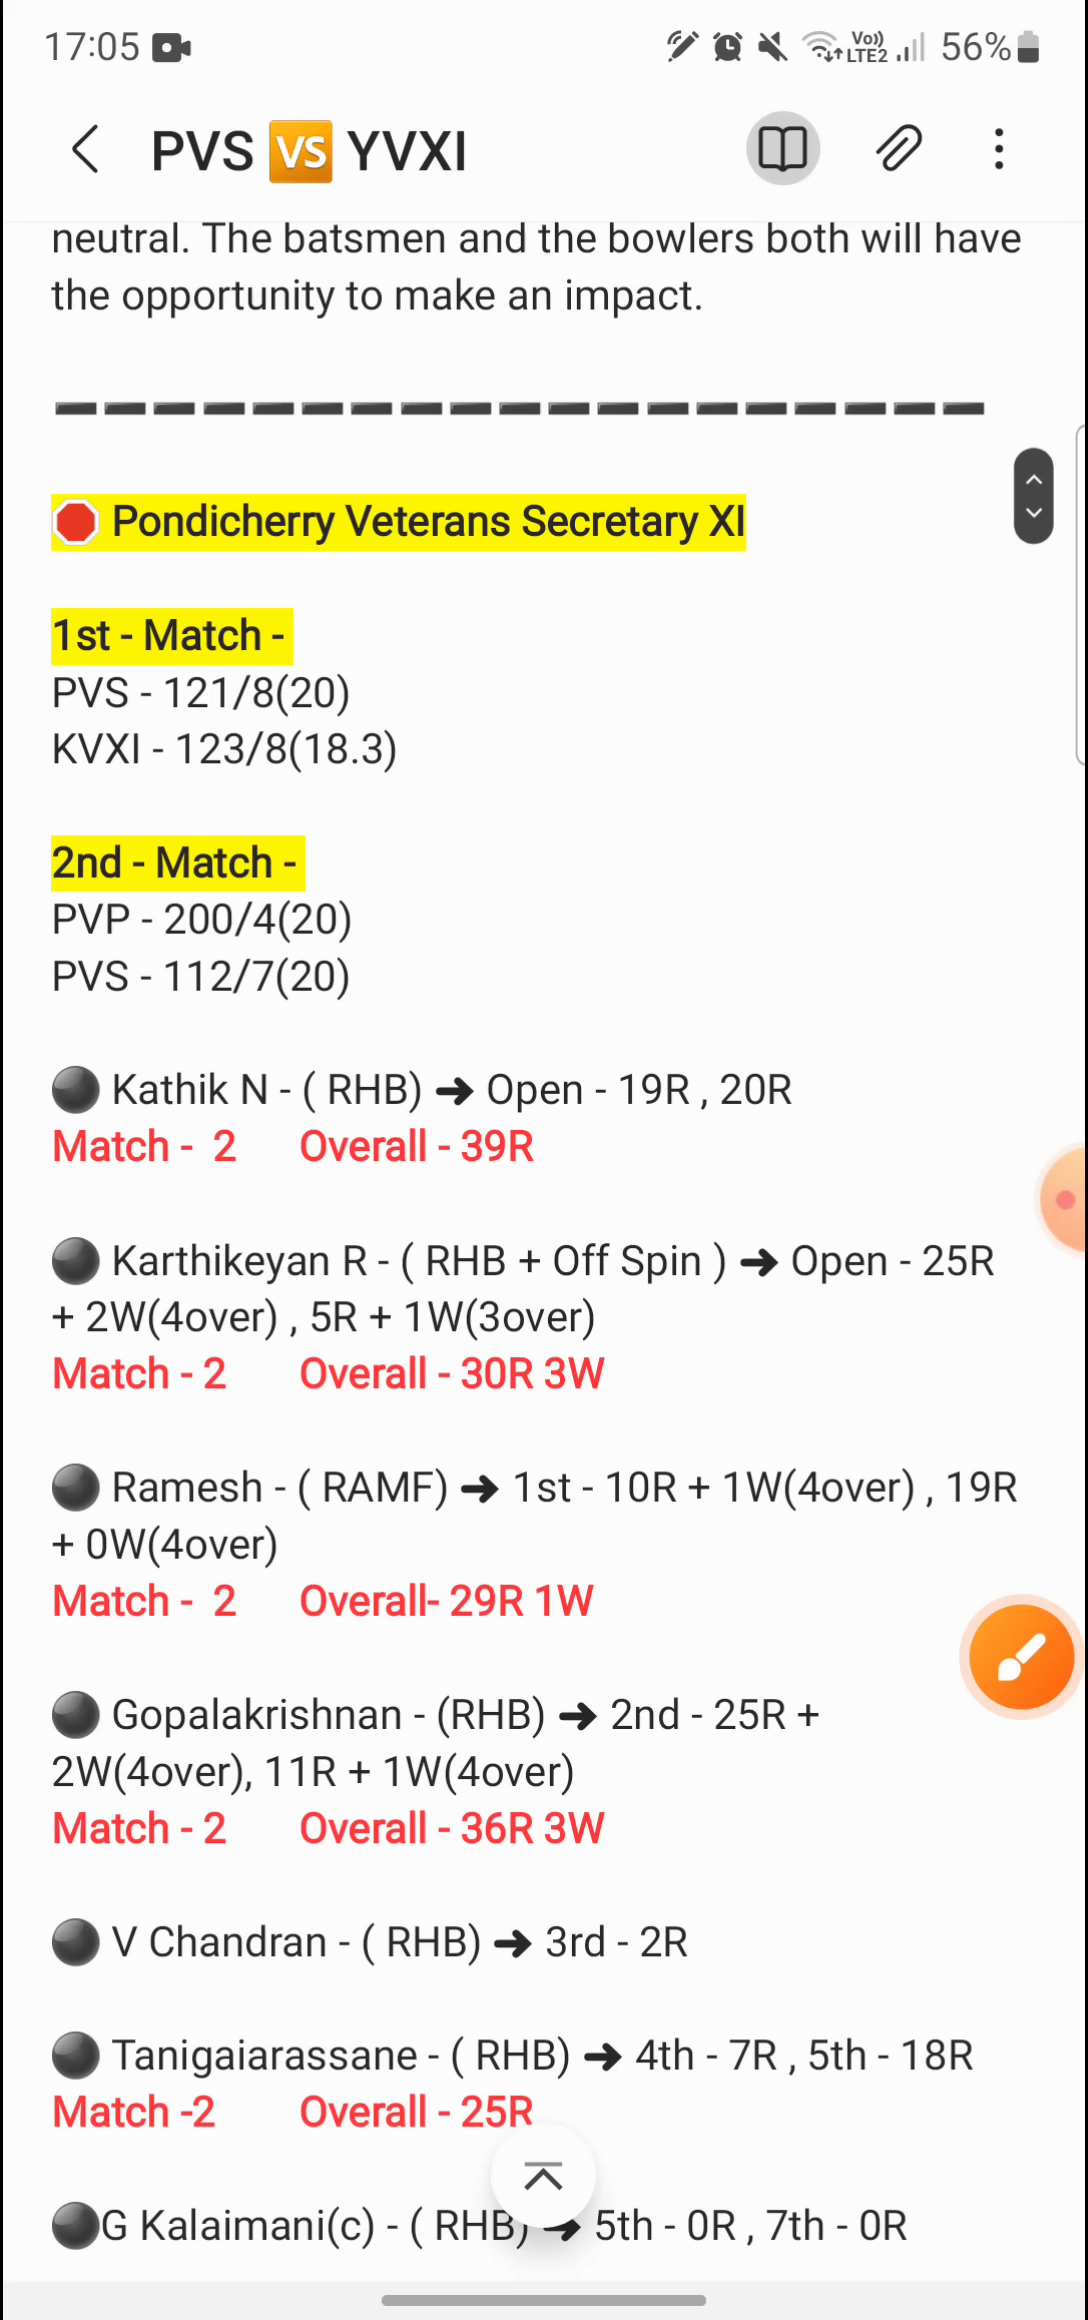 17:05 Vo)) LTE2 56%
PVS VS YVXI
neutral. The batsmen and the bowlers both will have
the opportunity to make an impact.
Pondicherry Veterans Secretary XI
1st - Match -
PVS - 121/8(20)
KVXI - 123/8(18.3)
2nd - Match -
PVP - 200/4(20)
PVS - 112/7(20)
Kathik N - ( RHB) ➔ Open - 19R , 20R
Match -  2 Overall - 39R
Karthikeyan R - ( RHB + Off Spin ) ➔ Open - 25R
+ 2W(4over) , 5R + 1W(3over)
Match - 2 Overall - 30R 3W
Ramesh - ( RAMF) ➔ 1st - 10R + 1W(4over) , 19R
+ 0W(4over)
Match -  2 Overall- 29R 1W
Gopalakrishnan - (RHB) ➔ 2nd - 25R +
2W(4over), 11R + 1W(4over)
Match - 2 Overall - 36R 3W
V Chandran - ( RHB) ➔ 3rd - 2R
Tanigaiarassane - ( RHB) ➔ 4th - 7R , 5th - 18R
Match -2 Overall - 25R
G Kalaimani(c) - ( RHB) ➔ 5th - 0R , 7th - 0R